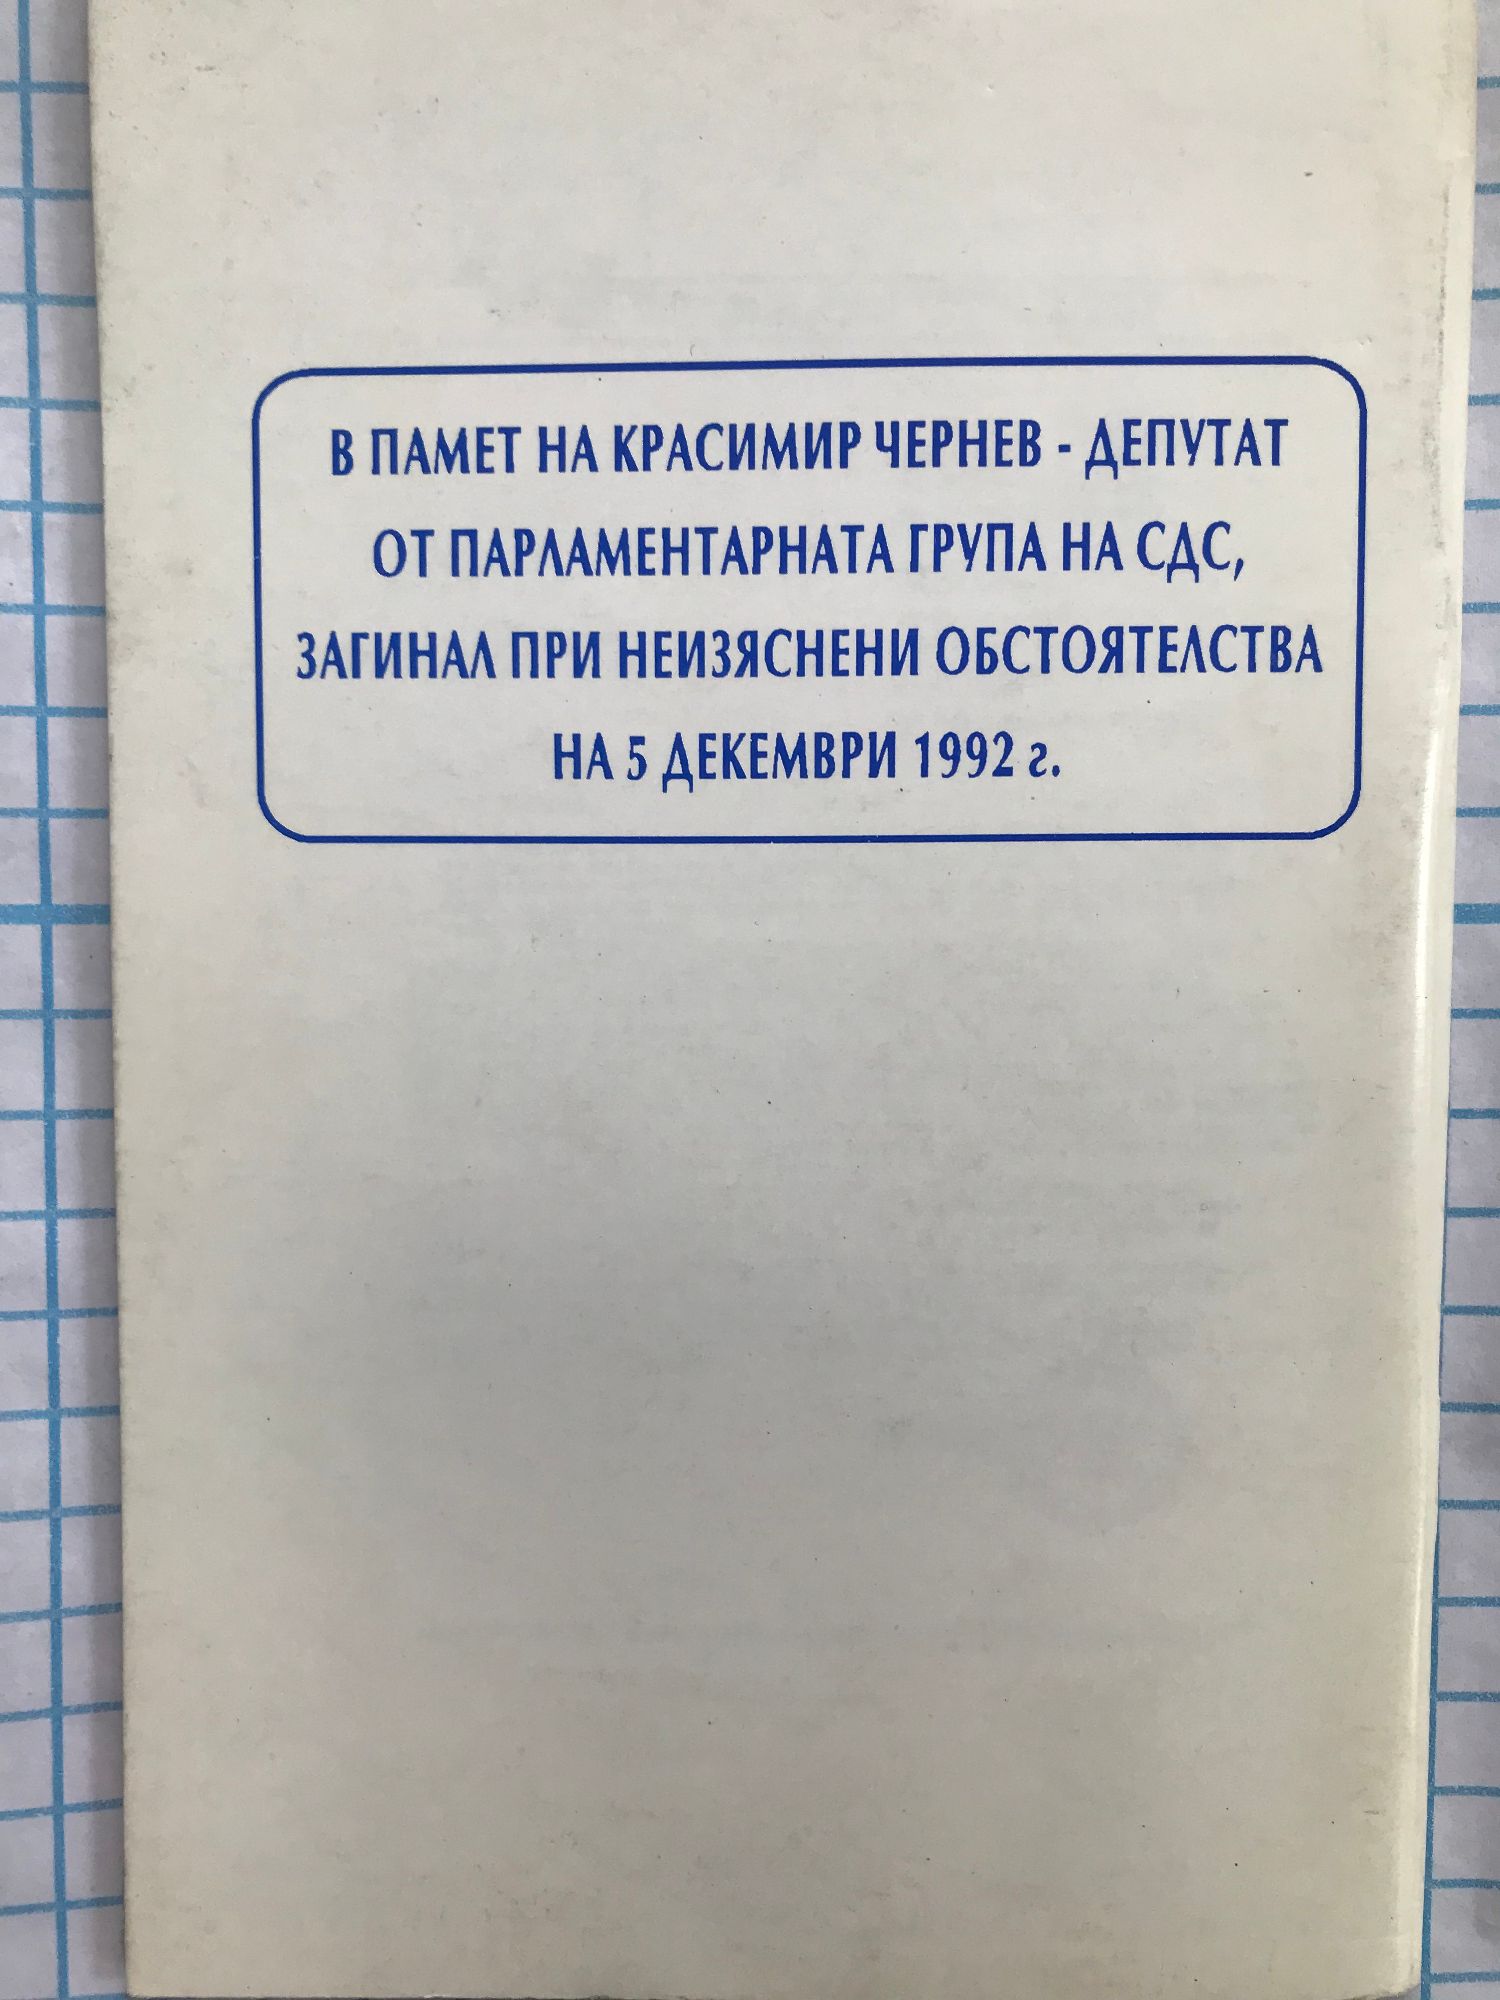 В ПАМЕТ НА КРАСИМИР ЧЕРНЕВ - ДЕПУТАТ
ОТ ПАРЛАМЕНТАРНАТА ГРУПА НА СДС,
ЗАГИНАЛ ПРИ НЕИЗЯСНЕНИ ОБСТОЯТЕЛСТВА
НА 5 ДЕКЕМВРИ 1992 г.